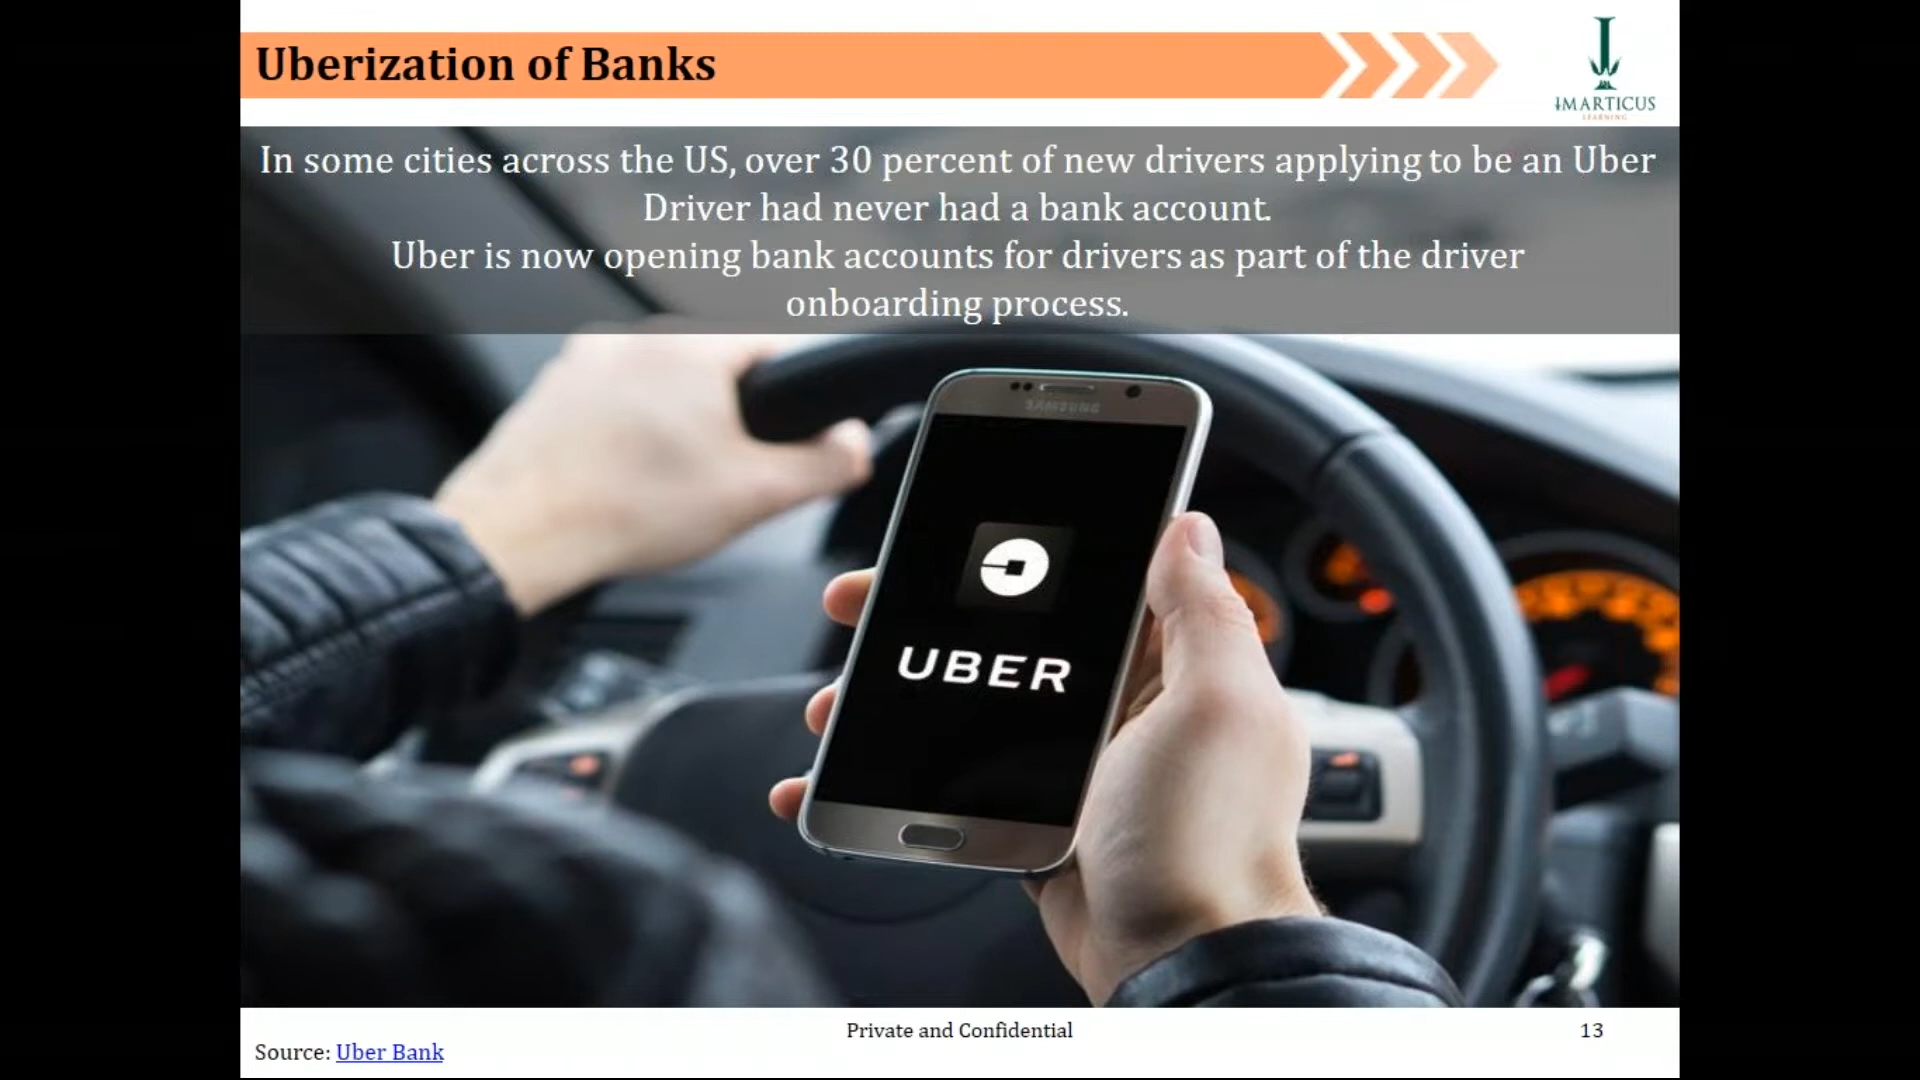 Uberization of Banks
IMARTICUS
LEARNING
In some cities across the US, over 30 percent of new drivers applying to be an Uber
Driver had never had a bank account.
Uber is now opening bank accounts for drivers as part of the driver
onboarding process.
SAMSUNG
UBER
Private and Confidential
13
Source: Uber Bank